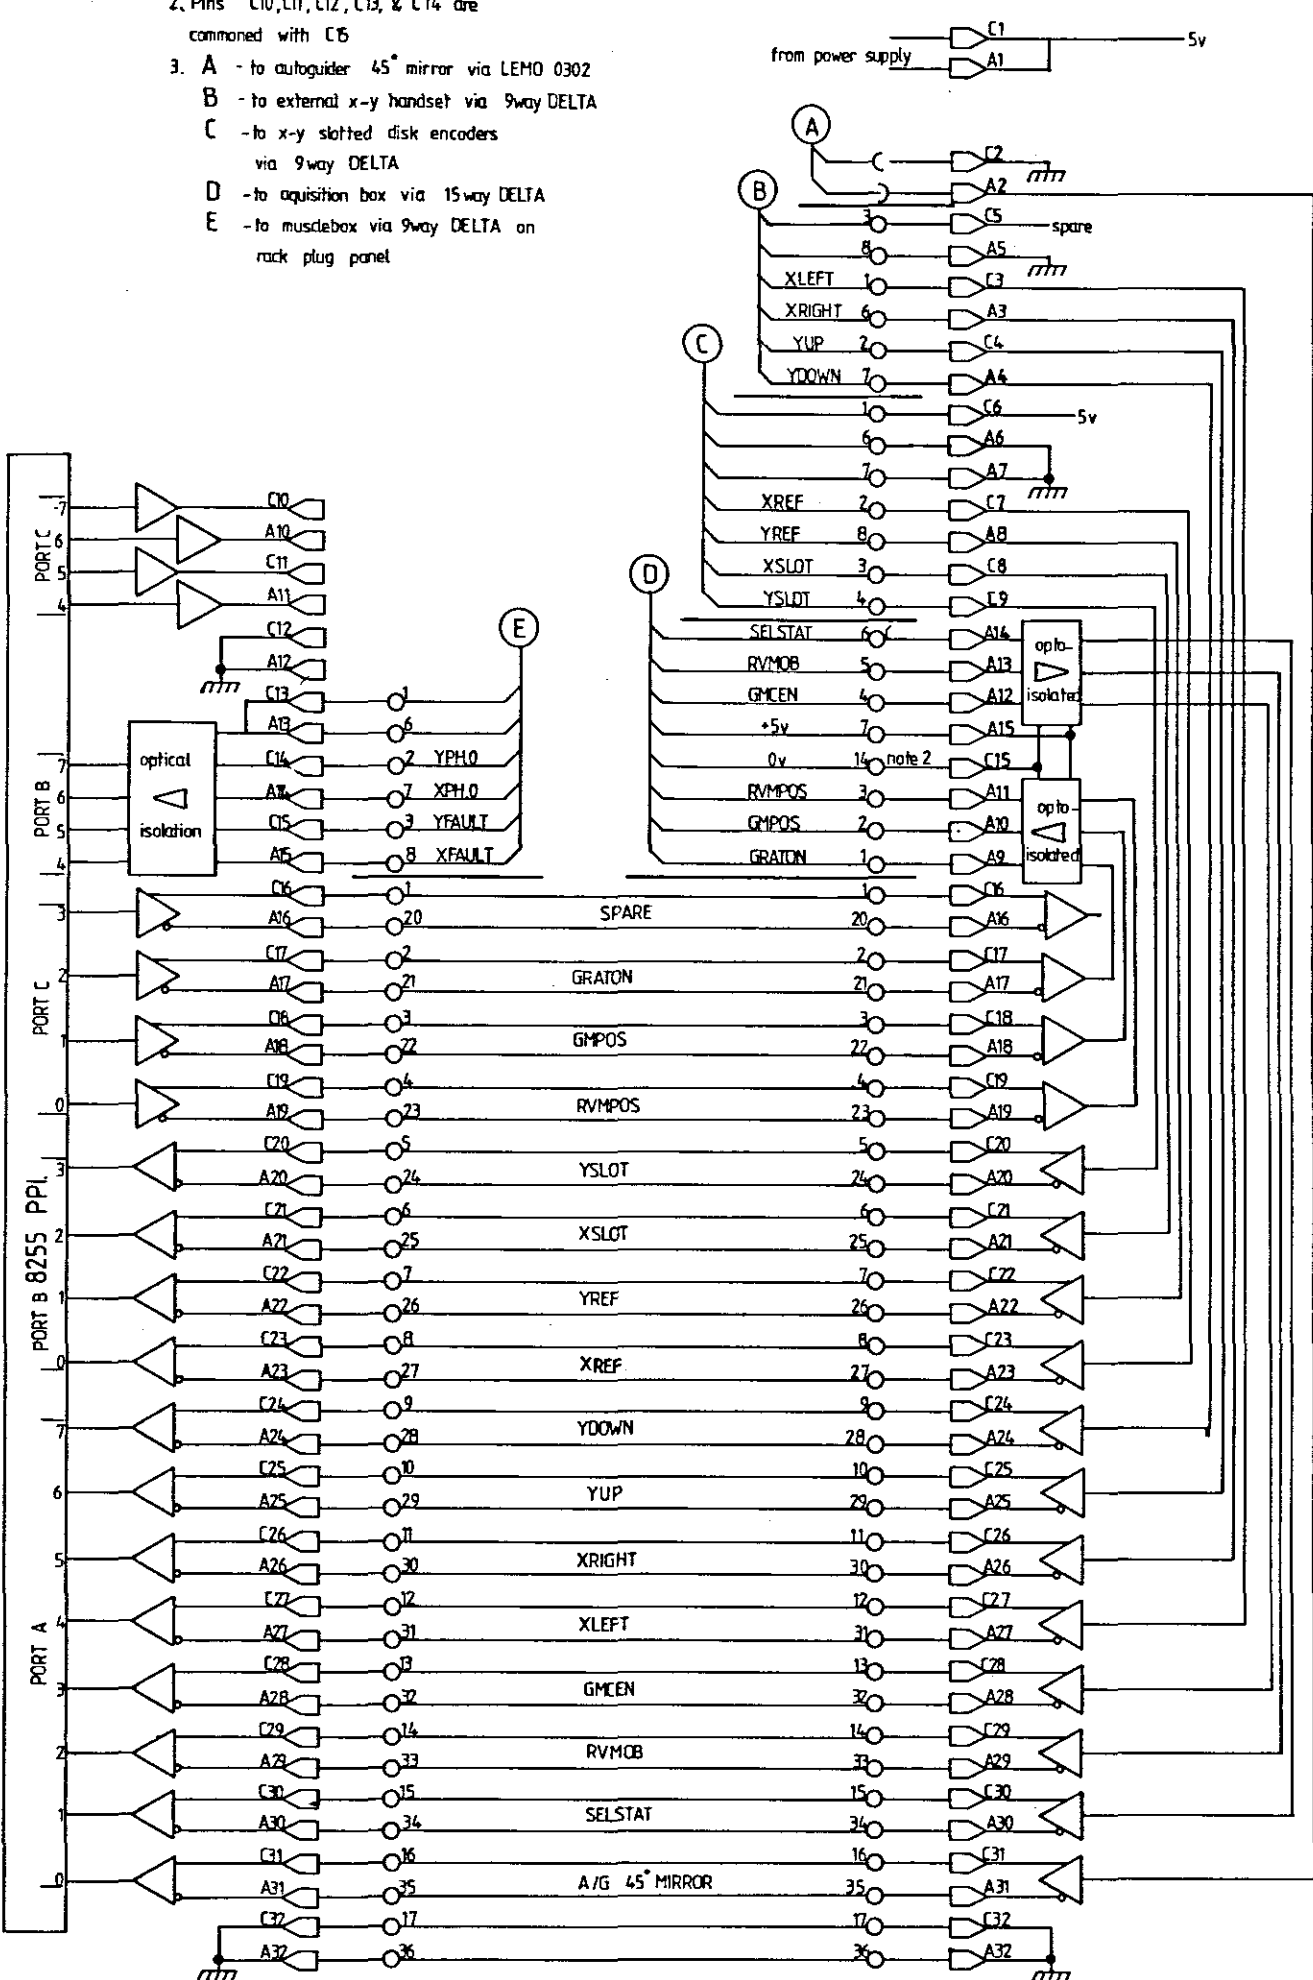 2. Pins C10, C11, C12, C13, & C14 are
commoned with C15
3. A - to autoguider 45° mirror via LEMO 0302
B - to external x-y handset via 9way DELTA
C - to x-y slotted disk encoders
via 9way DELTA
D - to aquisition box via 15way DELTA
E - to musclebox via 9way DELTA on
rack plug panel
from power supply C1 5v
A1
A
C2
A2
B
3 C5 spare
8 A5
XLEFT 1 C3
XRIGHT 6 A3
YUP 2 C4
YDOWN 7 A4
C
1 C6 5v
6 A6
7 A7
XREF 2 C7
YREF 8 A8
XSLOT 3 C8
YSLOT 4 C9
D
SELSTAT 6 A14
RVMOB 5 A13
GMCEN 4 A12
+5v 7 A15
0v 14 note 2 C15
RVMPOS 3 A11
GMPOS 2 A10
GRATON 1 A9
opto-
isolated
opto-
isolated
8255 PPI.
PORT C
7 C10
6 A10
5 C11
4 A11
C12
A12
E
C13 1
A13 6
PORT B
optical
isolation
7 C14 2 YPH.0
6 A14 7 XPH.0
5 C15 3 YFAULT
4 A15 8 XFAULT
PORT C
3 C16 1 SPARE 1 C16
A16 20 20 A16
2 C17 2 GRATON 2 C17
A17 21 21 A17
1 C18 3 GMPOS 3 C18
A18 22 22 A18
0 C19 4 RVMPOS 4 C19
A19 23 23 A19
PORT B
3 C20 5 YSLOT 5 C20
A20 24 24 A20
2 C21 6 XSLOT 6 C21
A21 25 25 A21
1 C22 7 YREF 7 C22
A22 26 26 A22
0 C23 8 XREF 8 C23
A23 27 27 A23
PORT A
7 C24 9 YDOWN 9 C24
A24 28 28 A24
6 C25 10 YUP 10 C25
A25 29 29 A25
5 C26 11 XRIGHT 11 C26
A26 30 30 A26
4 C27 12 XLEFT 12 C27
A27 31 31 A27
3 C28 13 GMCEN 13 C28
A28 32 32 A28
2 C29 14 RVMOB 14 C29
A29 33 33 A29
1 C30 15 SELSTAT 15 C30
A30 34 34 A30
0 C31 16 A/G 45° MIRROR 16 C31
A31 35 35 A31
C32 17 17 C32
A32 36 36 A32